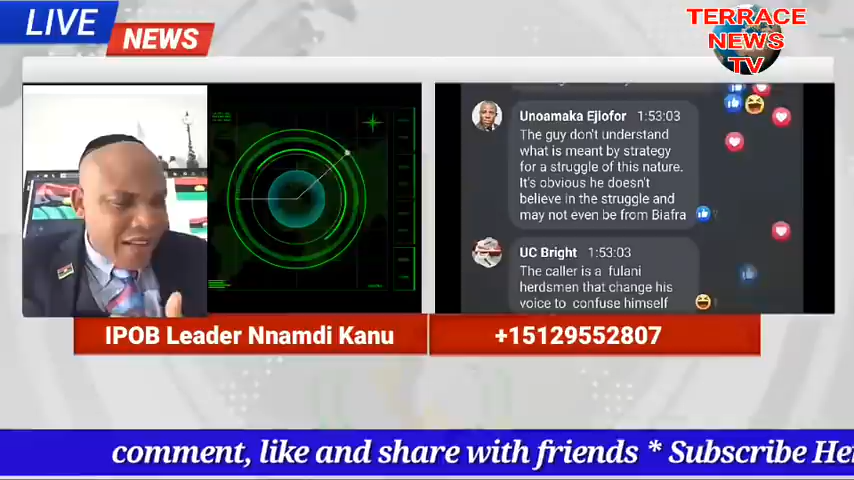 LIVE
NEWS
TERRACE
NEWS
TV
Unoamaka Ejiofor 1:53:03
The guy don't understand
what is meant by strategy
for a struggle of this nature.
It's obvious he doesn't
believe in the struggle and
may not even be from Biafra
UC Bright 1:53:03
The caller is a fulani
herdsmen that change his
voice to confuse himself
IPOB Leader Nnamdi Kanu
+15129552807
comment, like and share with friends * Subscribe He